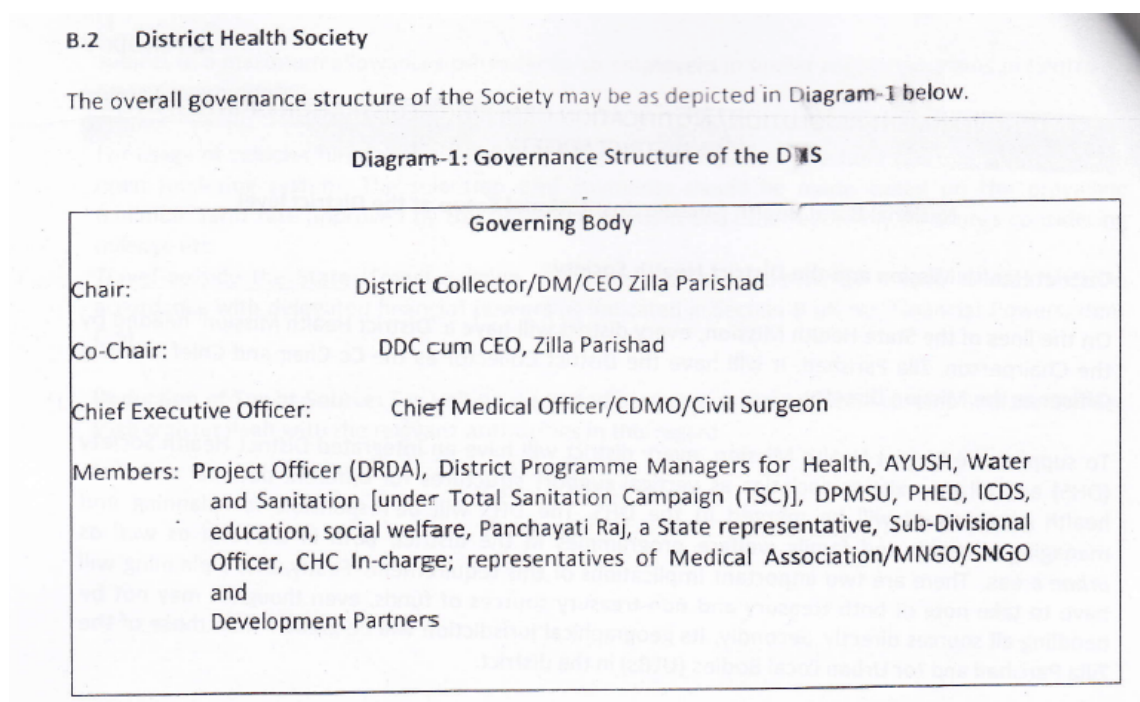 B.2 District Health Society
The overall governance structure of the Society may be as depicted in Diagram-1 below.
Diagram-1: Governance Structure of the DHS
Governing Body
Chair: District Collector/DM/CEO Zilla Parishad
Co-Chair: DDC cum CEO, Zilla Parishad
Chief Executive Officer: Chief Medical Officer/CDMO/Civil Surgeon
Members: Project Officer (DRDA), District Programme Managers for Health, AYUSH, Water
and Sanitation [under Total Sanitation Campaign (TSC)], DPMSU, PHED, ICDS,
education, social welfare, Panchayati Raj, a State representative, Sub-Divisional
Officer, CHC In-charge; representatives of Medical Association/MNGO/SNGO
and
Development Partners